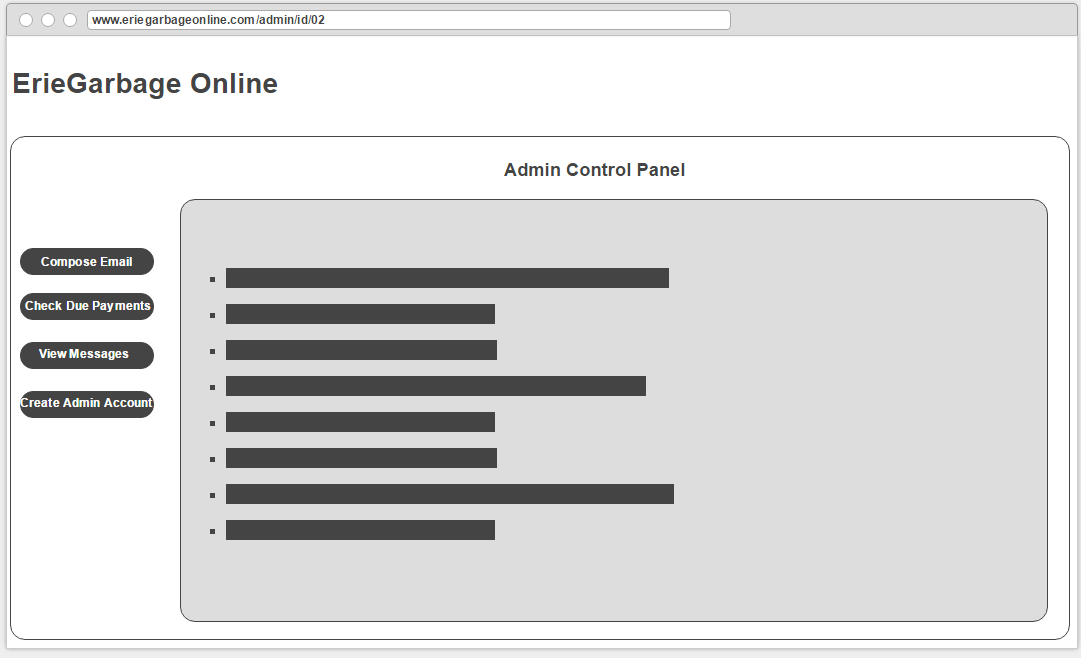 www.eriegarbageonline.com/admin/id/02
ErieGarbage Online
Admin Control Panel
Compose Email
Check Due Payments
View Messages
Create Admin Account